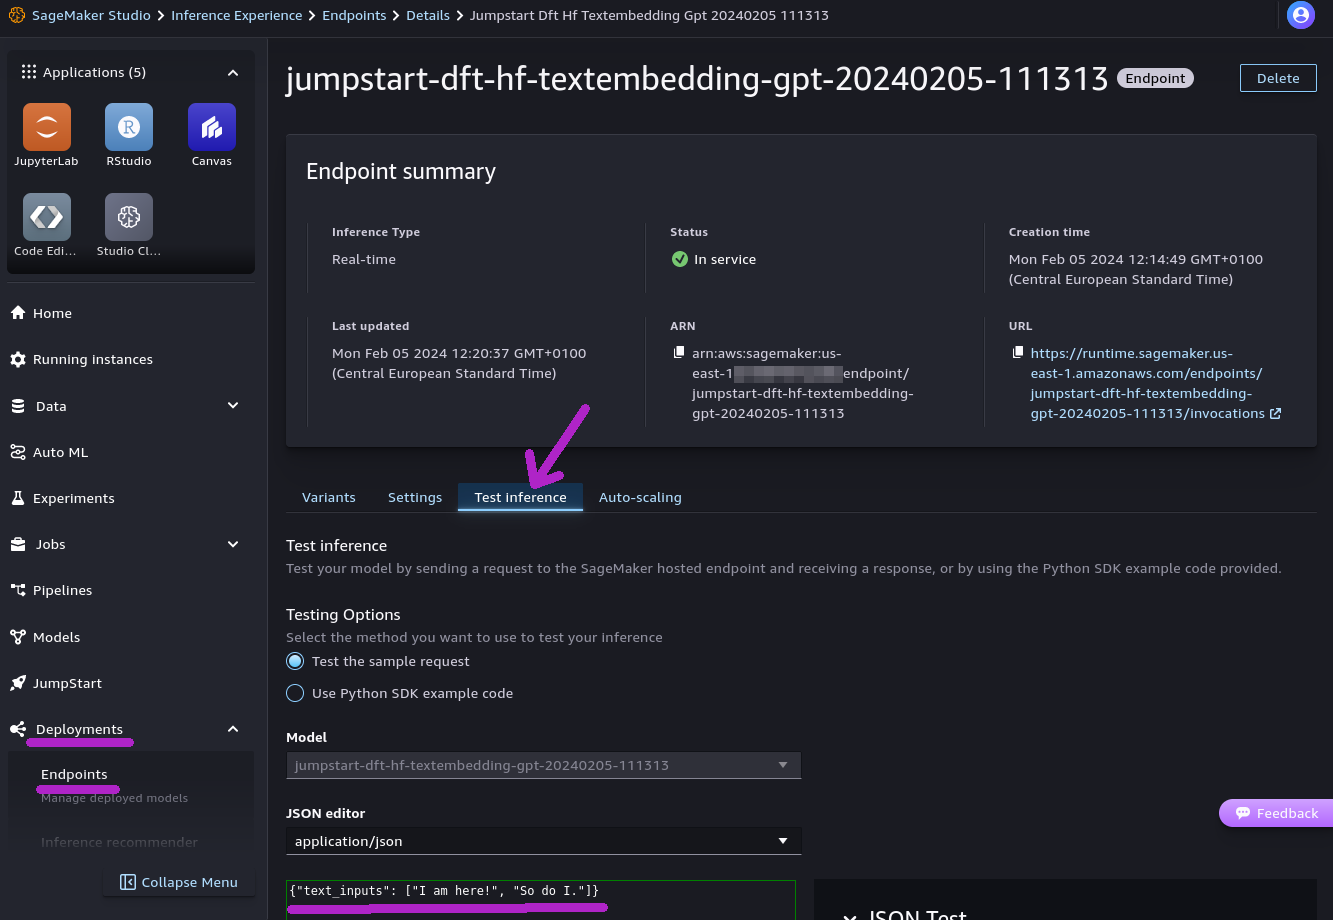 SageMaker Studio > Inference Experience > Endpoints > Details > Jumpstart Dft Hf Textembedding Gpt 20240205 111313
Applications (5)
JupyterLab
RStudio
Canvas
Code Edi...
Studio Cl...
Home
Running instances
Data
Auto ML
Experiments
Jobs
Pipelines
Models
JumpStart
Deployments
Endpoints
Manage deployed models
Inference recommender
Collapse Menu
jumpstart-dft-hf-textembedding-gpt-20240205-111313
Endpoint
Delete
Endpoint summary
Inference Type
Real-time
Status
In service
Creation time
Mon Feb 05 2024 12:14:49 GMT+0100
(Central European Standard Time)
Last updated
Mon Feb 05 2024 12:20:37 GMT+0100
(Central European Standard Time)
ARN
arn:aws:sagemaker:us-
east-1 endpoint/
jumpstart-dft-hf-textembedding-
gpt-20240205-111313
URL
https://runtime.sagemaker.us-
east-1.amazonaws.com/endpoints/
jumpstart-dft-hf-textembedding-
gpt-20240205-111313/invocations
Variants
Settings
Test inference
Auto-scaling
Test inference
Test your model by sending a request to the SageMaker hosted endpoint and receiving a response, or by using the Python SDK example code provided.
Testing Options
Select the method you want to use to test your inference
Test the sample request
Use Python SDK example code
Model
jumpstart-dft-hf-textembedding-gpt-20240205-111313
JSON editor
application/json
Feedback
{"text_inputs": ["I am here!", "So do I."]}
JSON Test